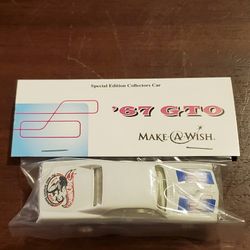 Special Edition Collectors Car
'67 GTO
MAKE-A-WISH.